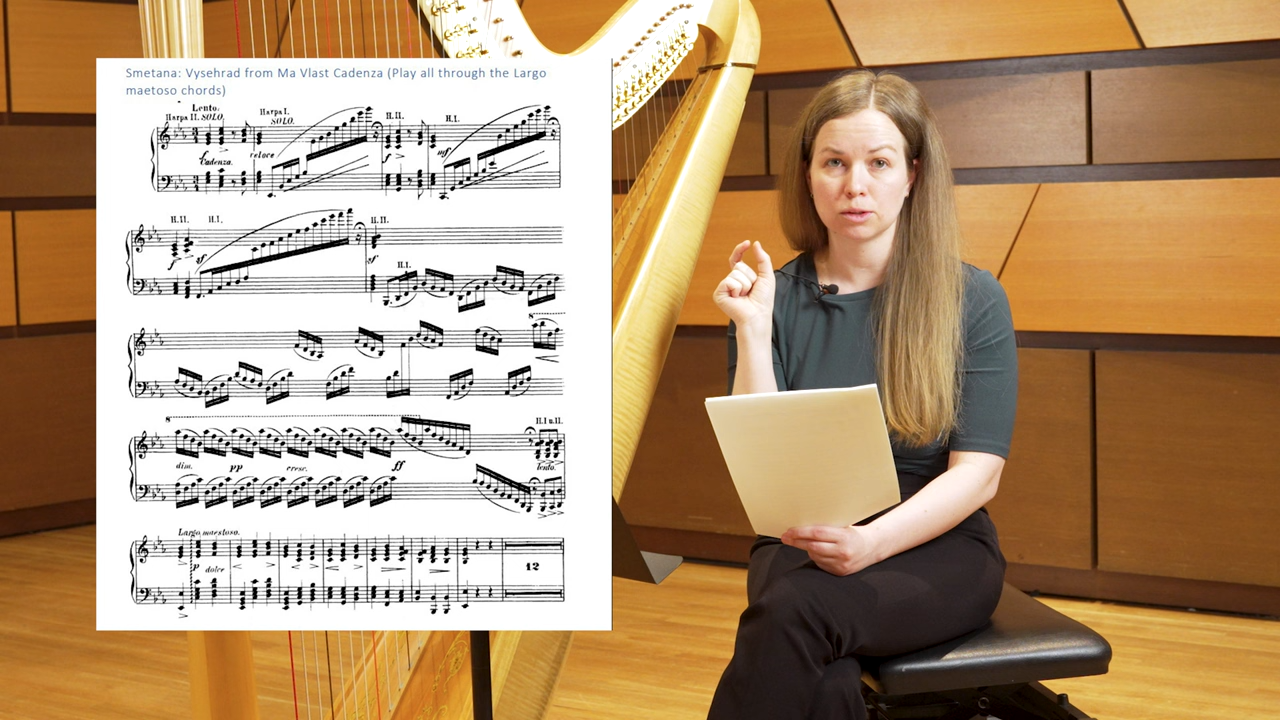 Smetana: Vysehrad from Ma Vlast Cadenza (Play all through the Largo
maetoso chords)
Lento.
Harpa II. SOLO. Harpa I. SOLO. H.II. H.I.
f Cadenza. veloce f mf
H.II. H.I. H.II.
f sf sf
H.I.
8
8
H.I u.II.
dim. pp cresc. ff lento.
Largo maestoso.
p dolce
12